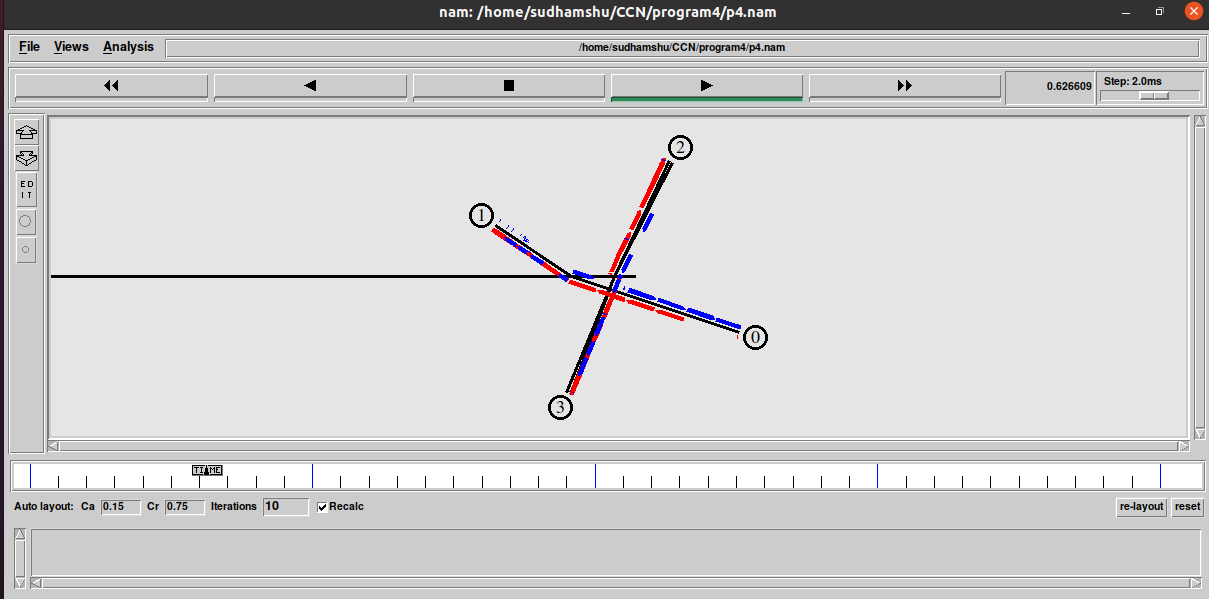 nam: /home/sudhamshu/CCN/program4/p4.nam
File Views Analysis /home/sudhamshu/CCN/program4/p4.nam
0.626609 Step: 2.0ms
ED
IT
2
1
0
3
TIME
Auto layout: Ca 0.15 Cr 0.75 Iterations 10 Recalc re-layout reset